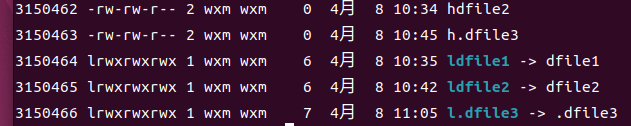 3150462 -rw-rw-r-- 2 wxm wxm 0 4月 8 10:34 hdfile2
3150463 -rw-rw-r-- 2 wxm wxm 0 4月 8 10:45 h.dfile3
3150464 lrwxrwxrwx 1 wxm wxm 6 4月 8 10:35 ldfile1 -> dfile1
3150465 lrwxrwxrwx 1 wxm wxm 6 4月 8 10:42 ldfile2 -> dfile2
3150466 lrwxrwxrwx 1 wxm wxm 7 4月 8 11:05 l.dfile3 -> .dfile3